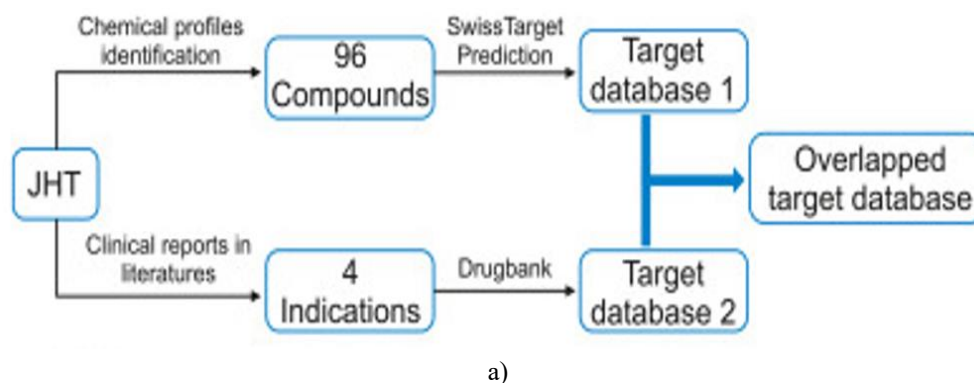 Chemical profiles
identification
96
Compounds
SwissTarget
Prediction
Target
database 1
JHT
Overlapped
target database
Clinical reports in
literatures
4
Indications
Drugbank
Target
database 2
a)